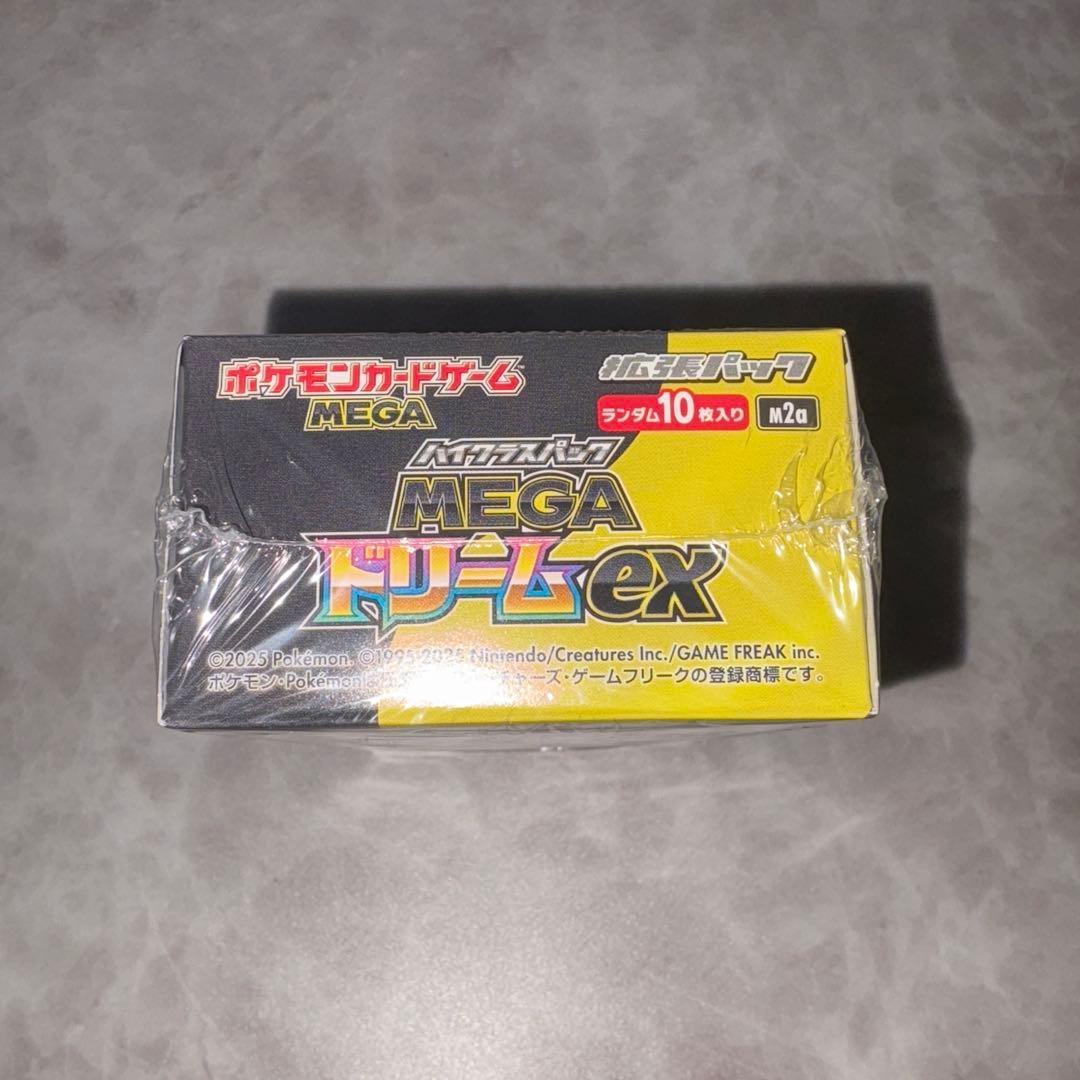 ポケモンカードゲーム
MEGA
拡張パック
ランダム10枚入り
M2a
ハイクラスパック
MEGA
ドリームex
©2025 Pokémon. ©1995-2025 Nintendo/Creatures Inc./GAME FREAK inc.
ポケモン・Pokémon チャーズ・ゲームフリークの登録商標です。